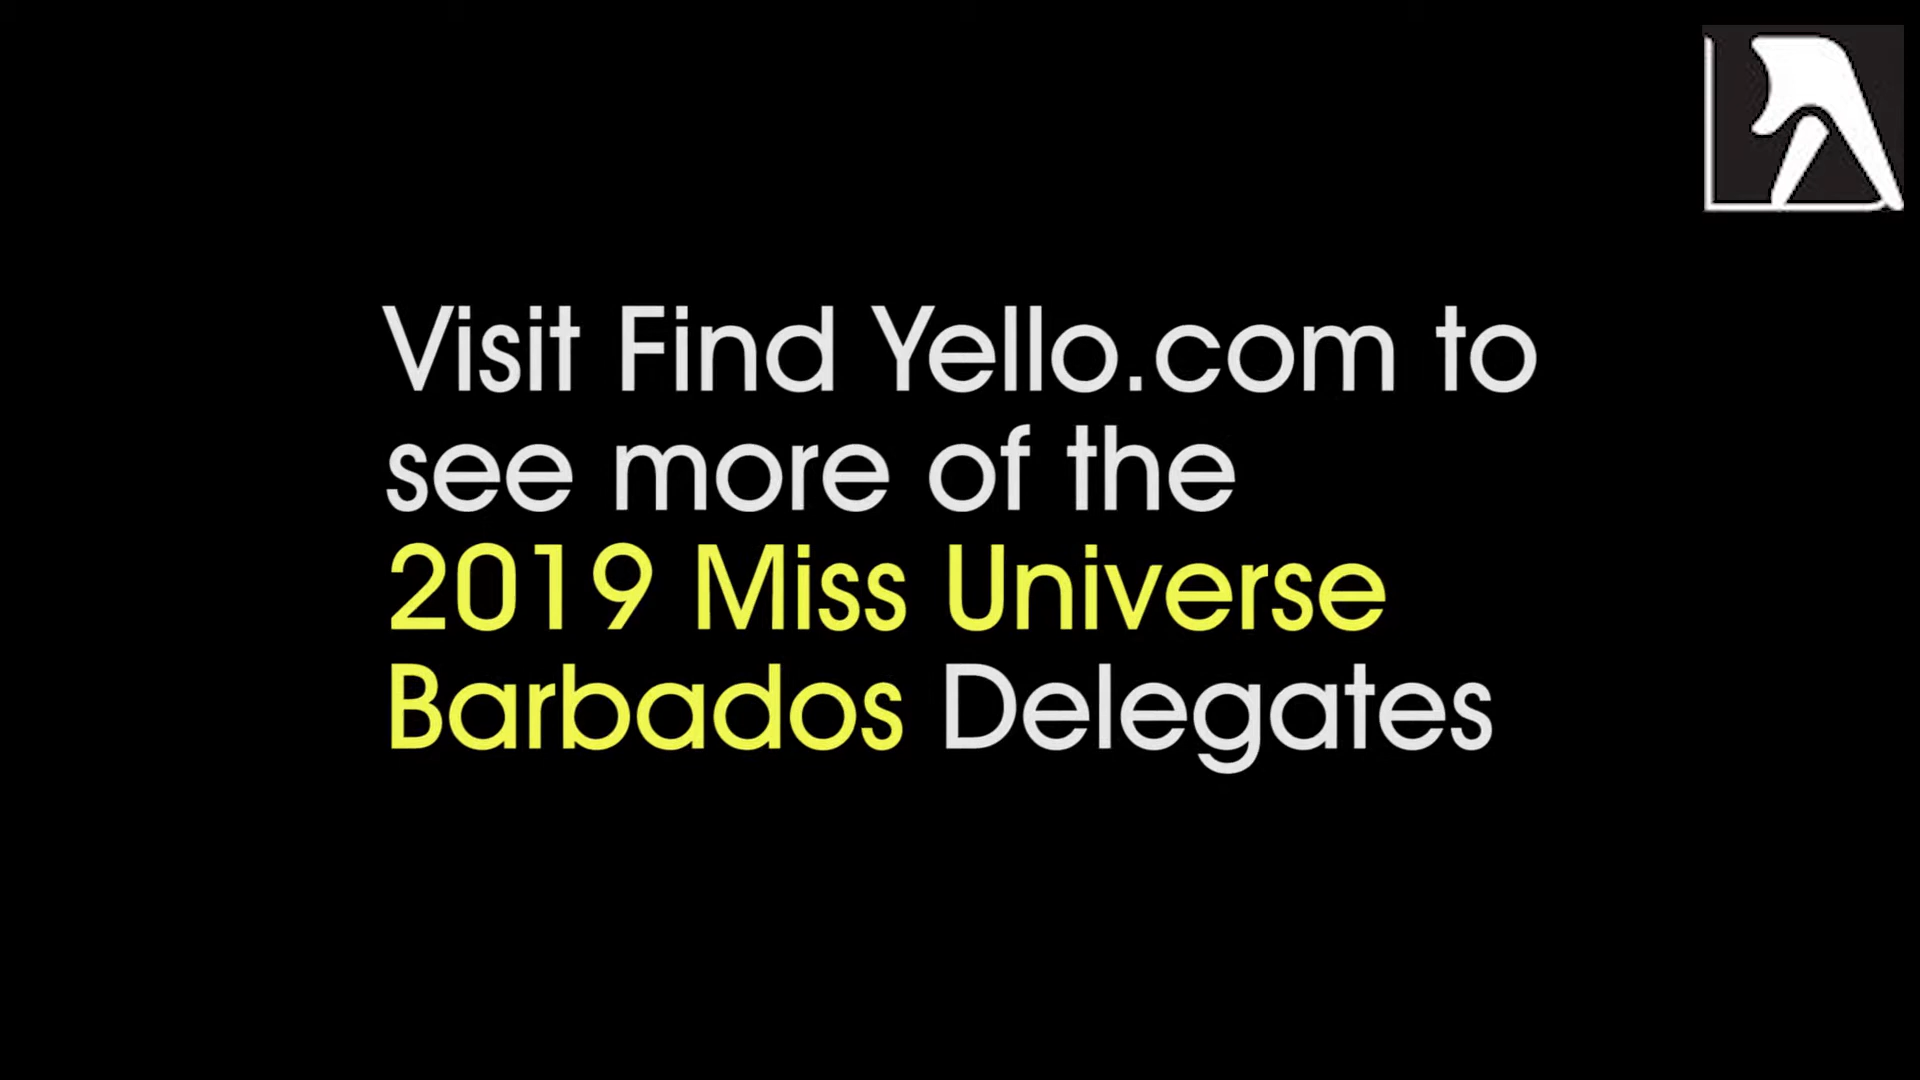 Visit Find Yello.com to
see more of the
2019 Miss Universe
Barbados Delegates